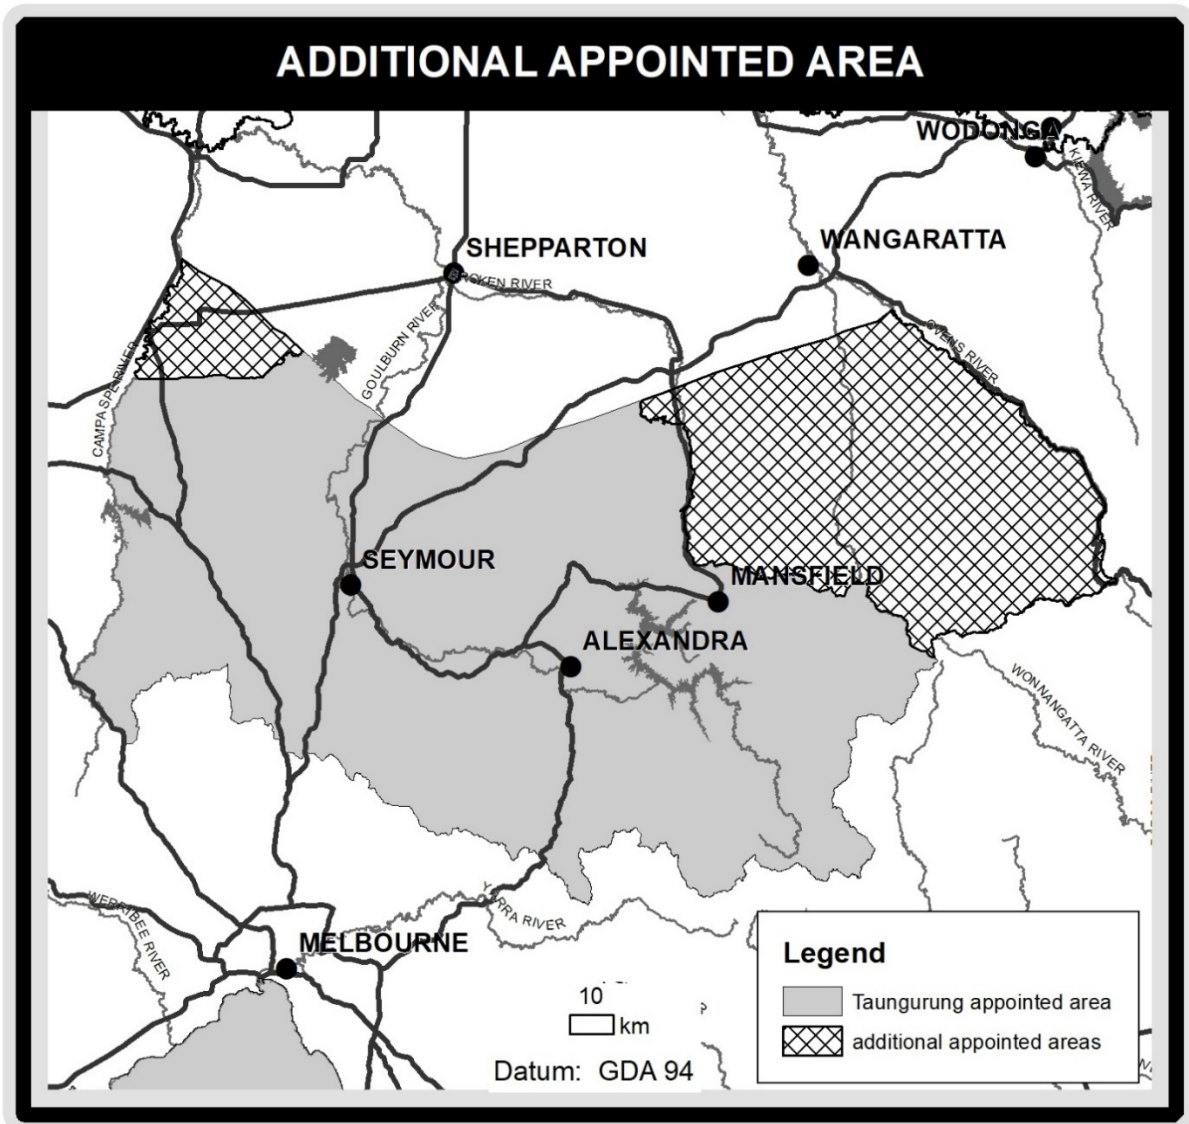 ADDITIONAL APPOINTED AREA
WODONGA
KIEWA RIVER
SHEPPARTON
WANGARATTA
BROKEN RIVER
GOULBURN RIVER
OVENS RIVER
CAMPASPE RIVER
SEYMOUR
MANSFIELD
ALEXANDRA
WONNANGATTA RIVER
YARRA RIVER
WERRIBEE RIVER
MELBOURNE
Legend
Taungurung appointed area
additional appointed areas
10
km
Datum: GDA 94